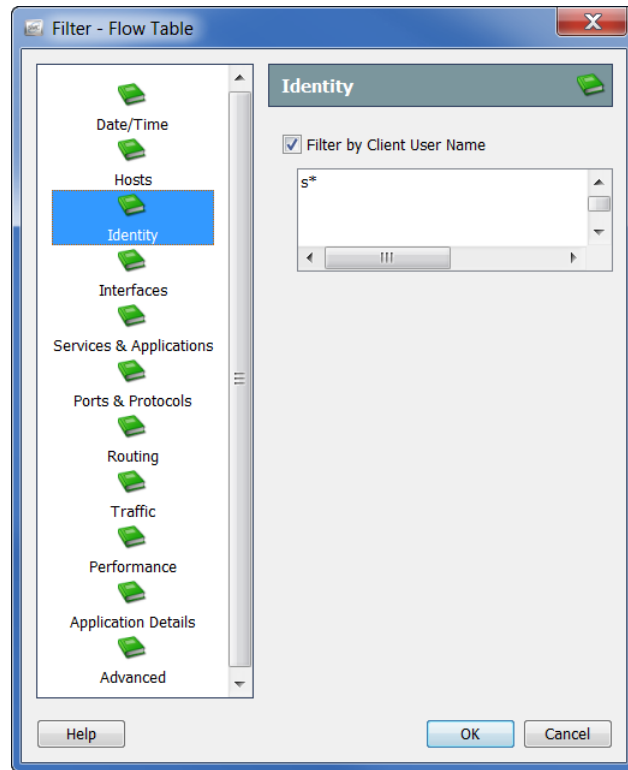 Filter - Flow Table
Date/Time
Hosts
Identity
Interfaces
Services & Applications
Ports & Protocols
Routing
Traffic
Performance
Application Details
Advanced
Identity
Filter by Client User Name
s*
Help
OK
Cancel